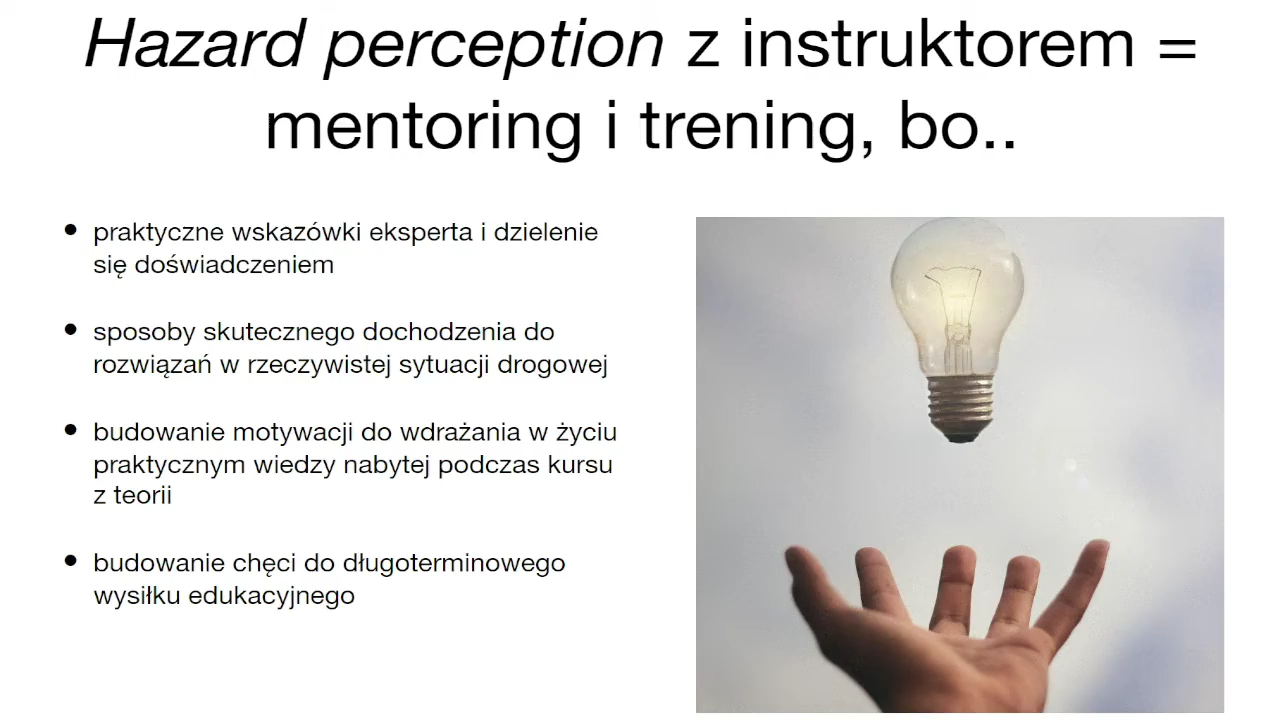 Hazard perception z instruktorem =
mentoring i trening, bo..
• praktyczne wskazówki eksperta i dzielenie
się doświadczeniem
• sposoby skutecznego dochodzenia do
rozwiązań w rzeczywistej sytuacji drogowej
• budowanie motywacji do wdrażania w życiu
praktycznym wiedzy nabytej podczas kursu
z teorii
• budowanie chęci do długoterminowego
wysiłku edukacyjnego